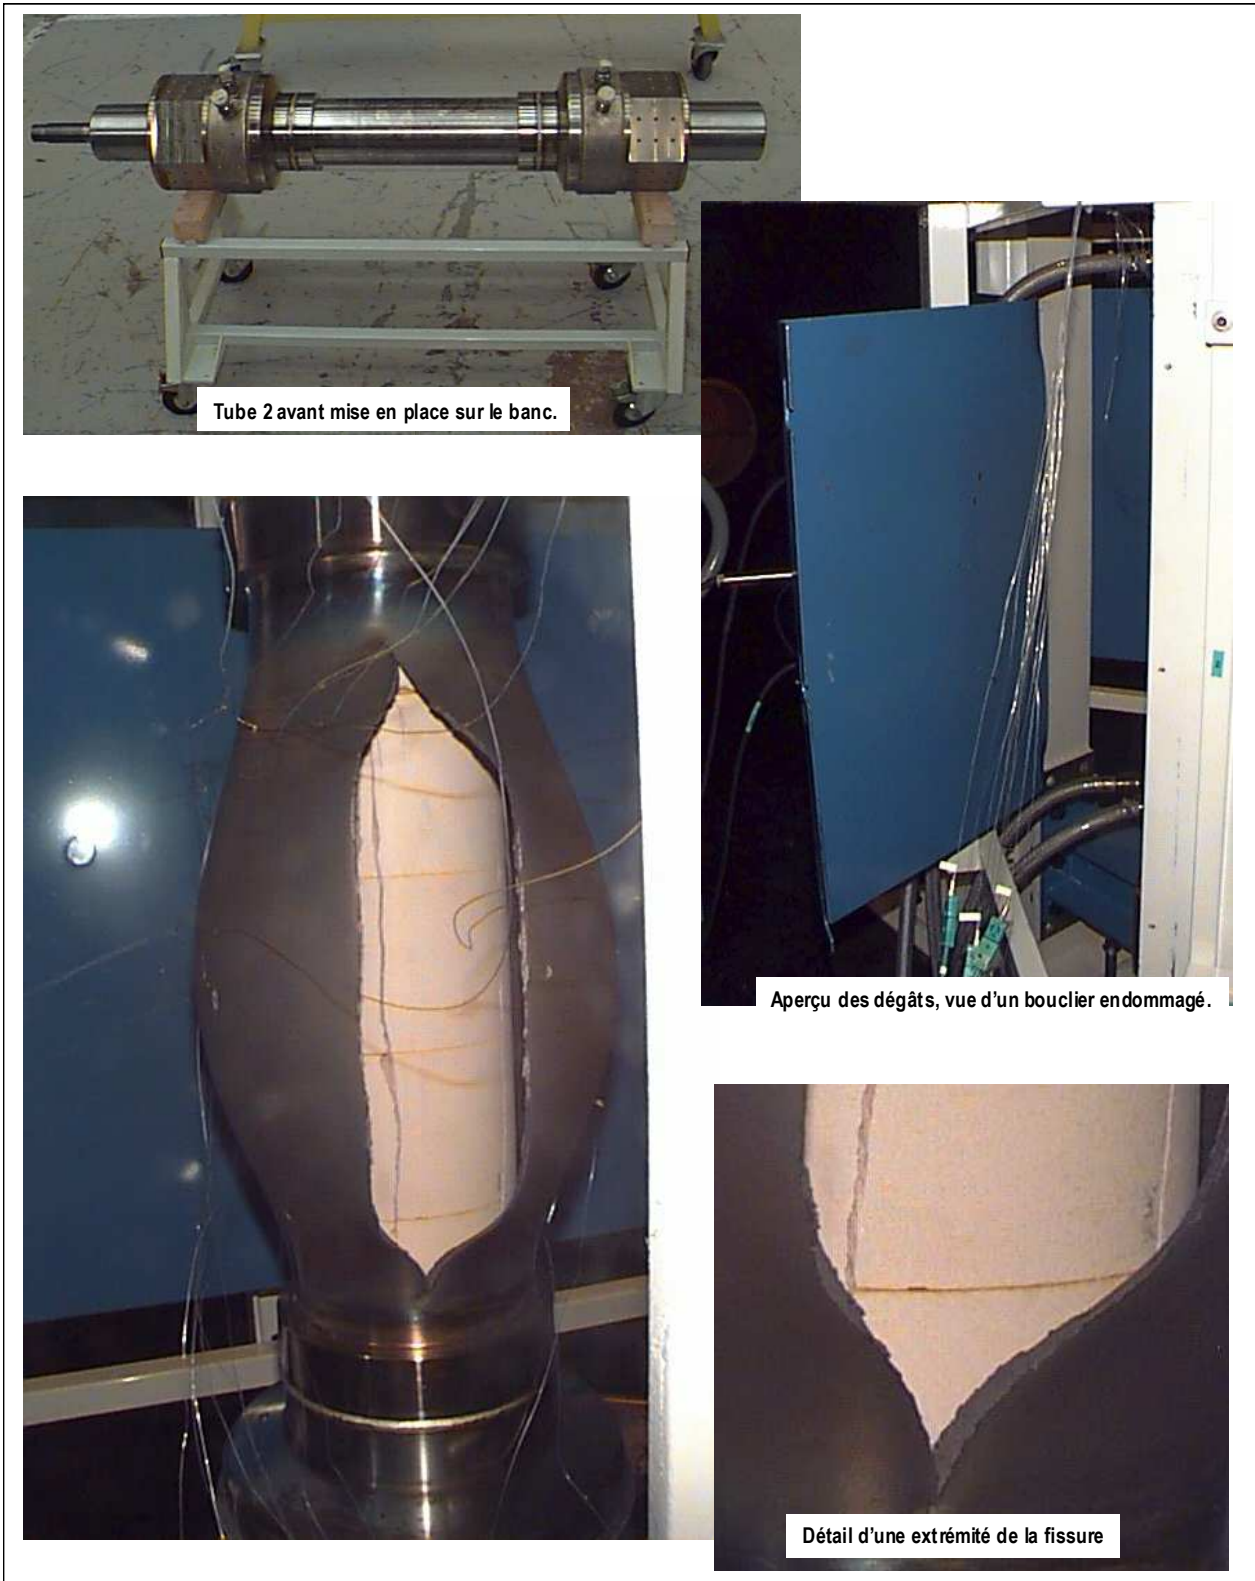 Tube 2 avant mise en place sur le banc.
Aperçu des dégâts, vue d'un bouclier endommagé.
Détail d'une extrémité de la fissure